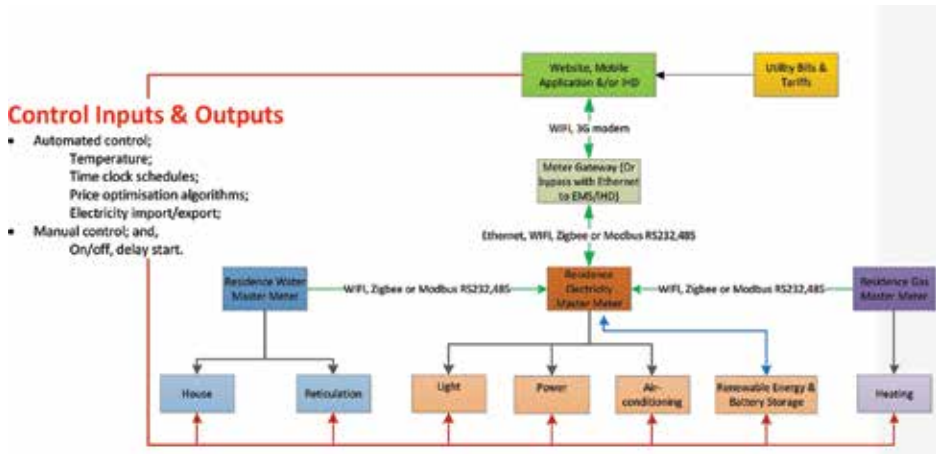 Website, Mobile
Application &/or IHD
Utility Bits &
Tariffs
Control Inputs & Outputs
• Automated control;
Temperature;
Time clock schedules;
Price optimisation algorithms;
Electricity import/export;
• Manual control; and,
On/off, delay start.
WIFI, 3G modem
Meter Gateway (Or
bypass with Ethernet
to EMS/IHD)
Ethernet, WIFI, Zigbee or Modbus RS232,485
Residence Water
Master Meter
WIFI, Zigbee or Modbus RS232,485
Residence
Electricity
Master Meter
WIFI, Zigbee or Modbus RS232,485
Residence Gas
Master Meter
House
Reticulation
Light
Power
Air-
conditioning
Renewable Energy &
Battery Storage
Heating